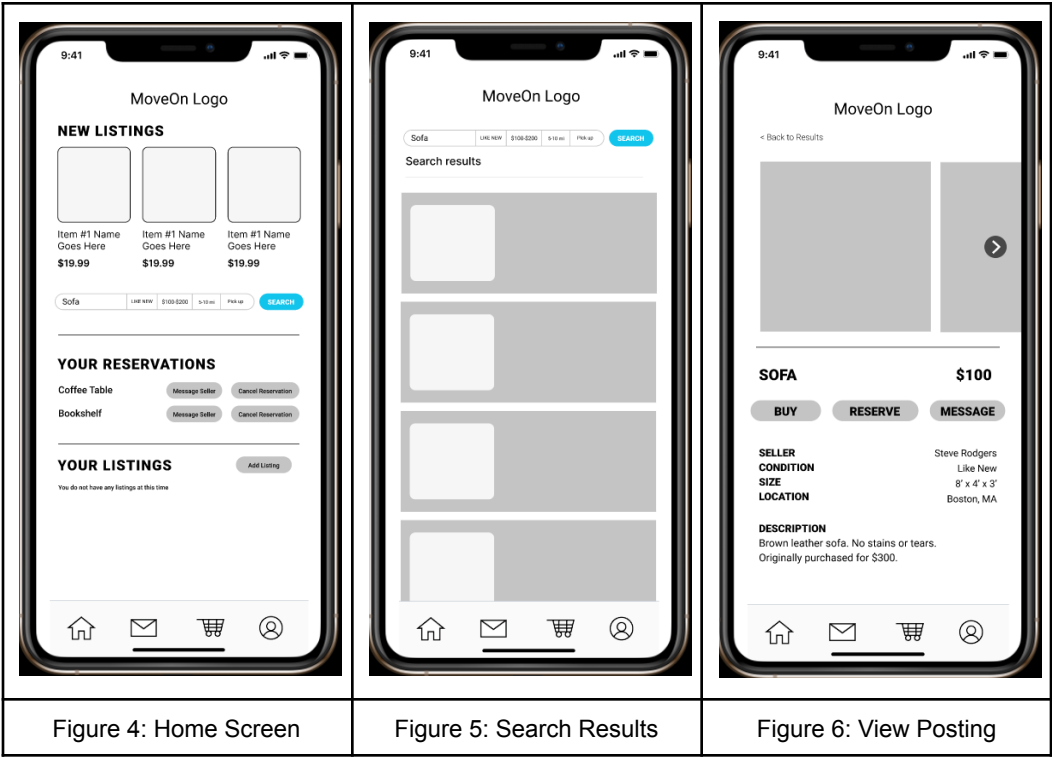 9:41
MoveOn Logo
NEW LISTINGS
Item #1 Name Goes Here
$19.99
Item #1 Name Goes Here
$19.99
Item #1 Name Goes Here
$19.99
Sofa LIKE NEW $100-$200 5-10 mi Pick up SEARCH
YOUR RESERVATIONS
Coffee Table Message Seller Cancel Reservation
Bookshelf Message Seller Cancel Reservation
YOUR LISTINGS Add Listing
You do not have any listings at this time
Figure 4: Home Screen
9:41
MoveOn Logo
Sofa LIKE NEW $100-$200 5-10 mi Pick up SEARCH
Search results
Figure 5: Search Results
9:41
MoveOn Logo
< Back to Results
SOFA $100
BUY RESERVE MESSAGE
SELLER Steve Rodgers
CONDITION Like New
SIZE 8' x 4' x 3'
LOCATION Boston, MA
DESCRIPTION
Brown leather sofa. No stains or tears.
Originally purchased for $300.
Figure 6: View Posting